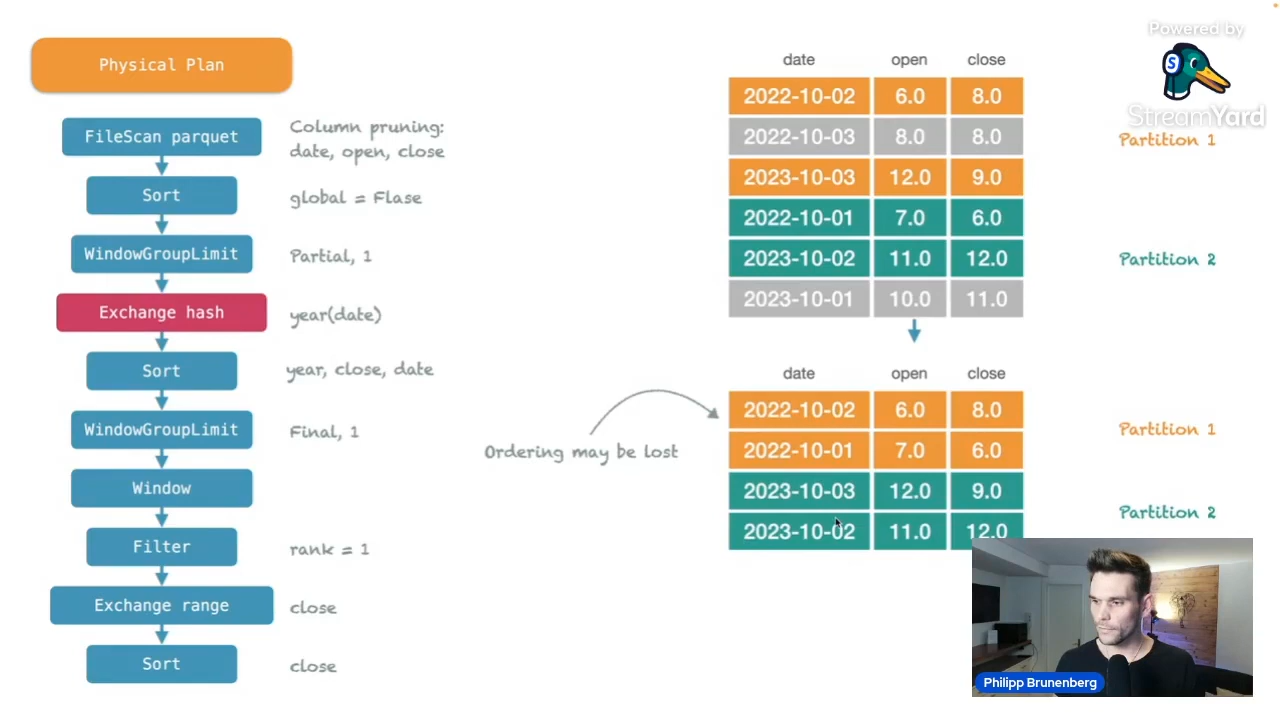 Physical Plan
FileScan parquet
Column pruning:
date, open, close
Sort
global = Flase
WindowGroupLimit
Partial, 1
Exchange hash
year(date)
Sort
year, close, date
WindowGroupLimit
Final, 1
Window
Filter
rank = 1
Exchange range
close
Sort
close
date open close
2022-10-02 6.0 8.0
2022-10-03 8.0 8.0
2023-10-03 12.0 9.0
2022-10-01 7.0 6.0
2023-10-02 11.0 12.0
2023-10-01 10.0 11.0
Partition 1
Partition 2
Ordering may be lost
date open close
2022-10-02 6.0 8.0
2022-10-01 7.0 6.0
2023-10-03 12.0 9.0
2023-10-02 11.0 12.0
Partition 1
Partition 2
Powered by
S
StreamYard
Philipp Brunenberg